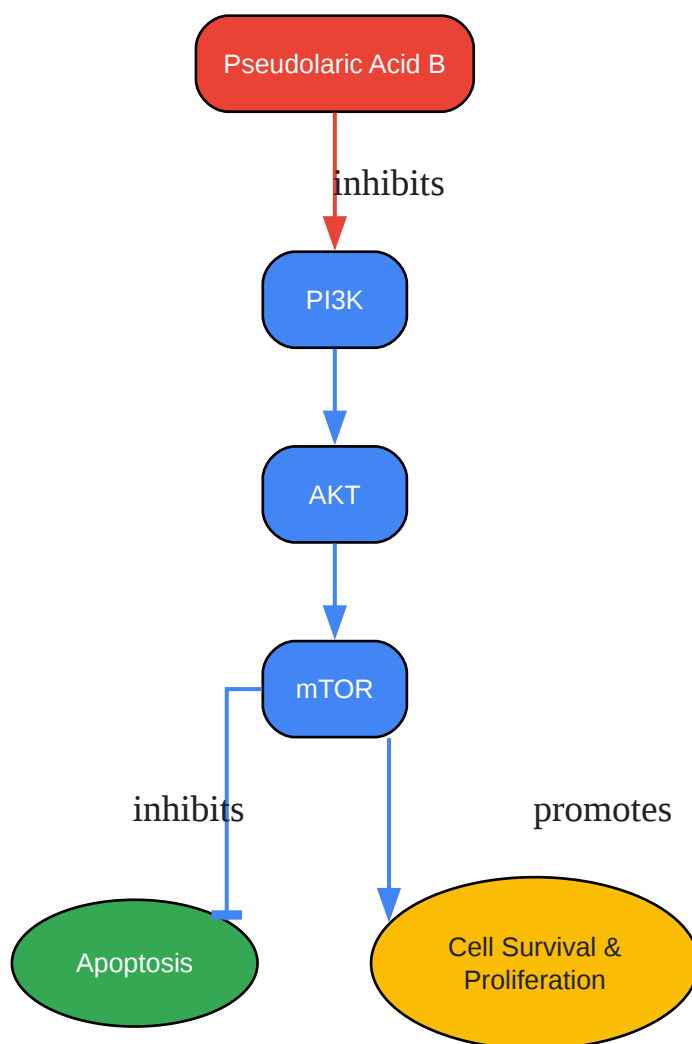 Pseudolaric Acid B
inhibits
PI3K
AKT
mTOR
inhibits
promotes
Apoptosis
Cell Survival &
Proliferation